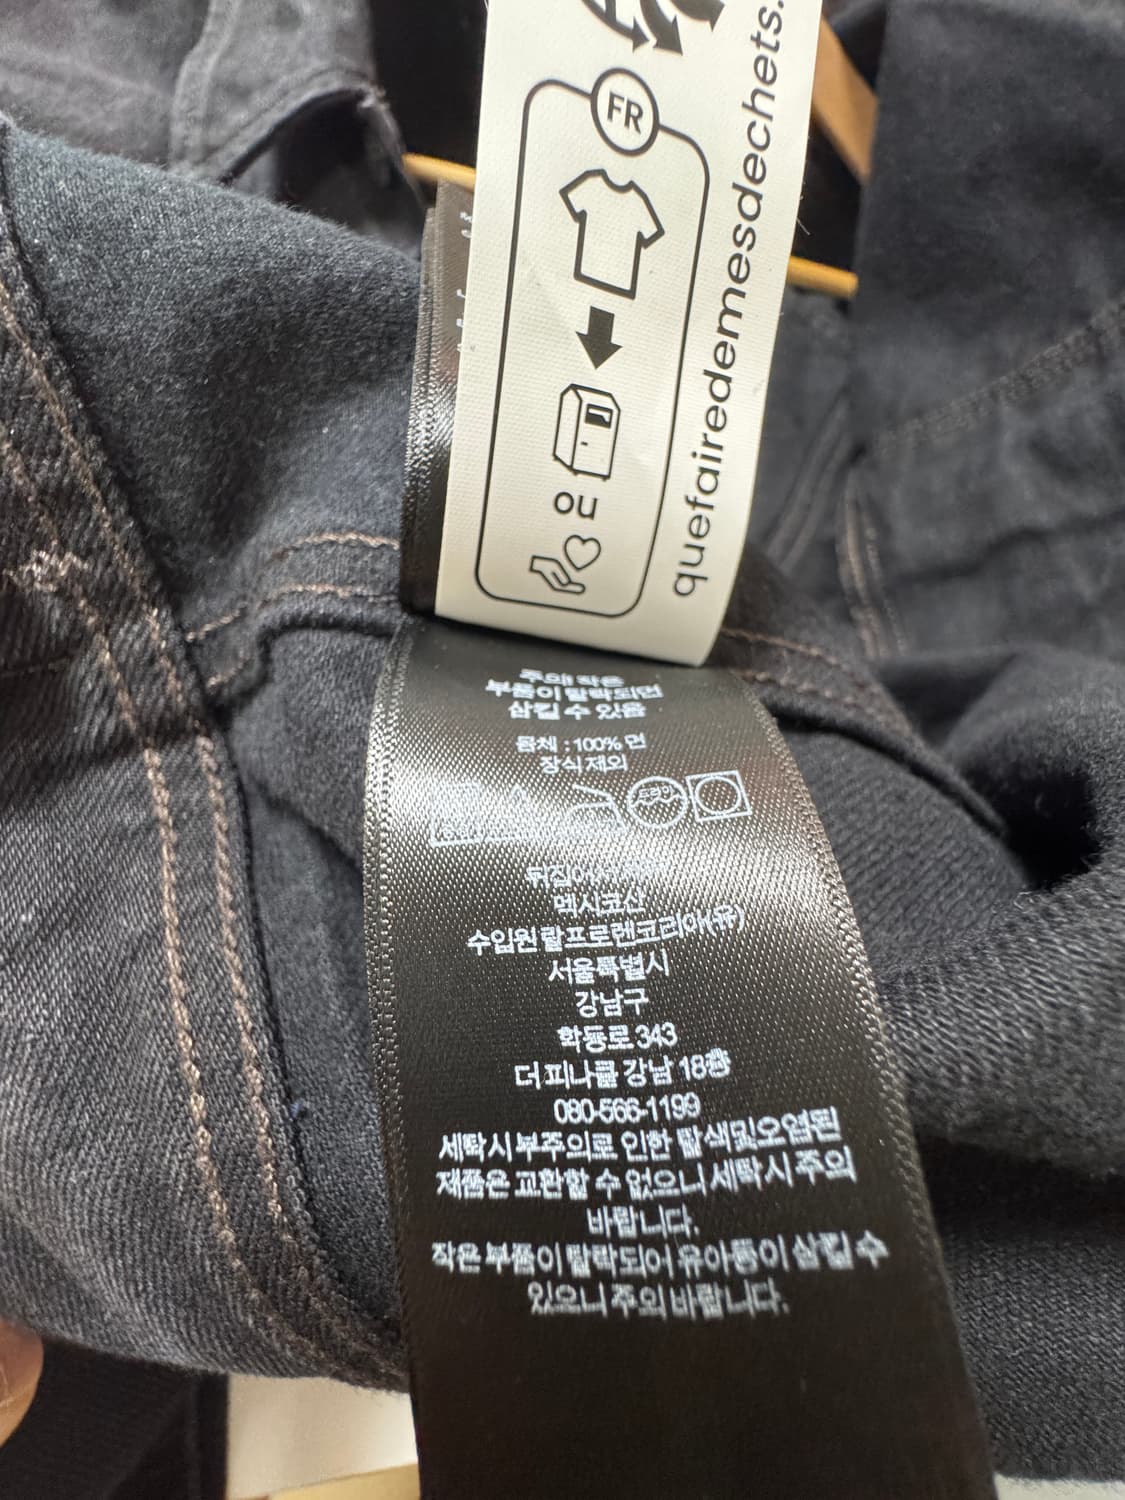 FR
ou
quefairedemesdechets.
주의! 작은
부품이 탈락되면
삼킬 수 있음
몸체 : 100% 면
장식 제외
멕시코산
수입원 랄프로렌코리아(유)
서울특별시
강남구
학동로 343
더 피나클 강남 18층
080-566-1199
세탁시 부주의로 인한 탈색및오염된
제품은 교환할 수 없으니 세탁시 주의
바랍니다.
작은 부품이 탈락되어 유아동이 삼킬 수
있으니 주의 바랍니다.